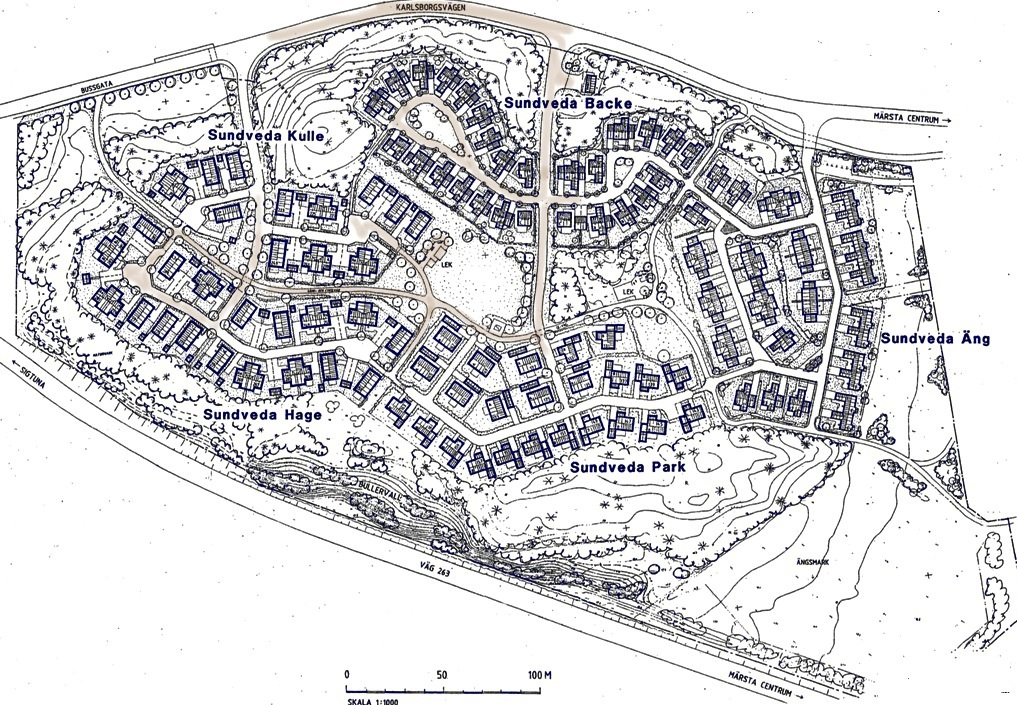 KARLSBORGSVÄGEN
BUSSGATA
MÄRSTA CENTRUM
Sundveda Backe
Sundveda Kulle
LEK
LEK
Sundveda Äng
SIGTUNA
Sundveda Hage
Sundveda Park
BULLERVALL
VÄG 263
ÄNGSMARK
MÄRSTA CENTRUM
0 50 100 M
SKALA 1:1000